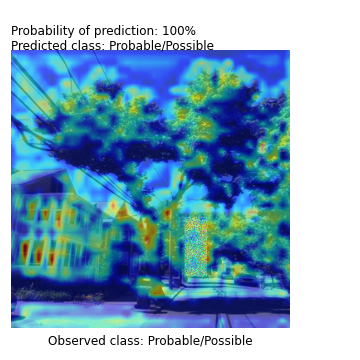 Probability of prediction: 100%
Predicted class: Probable/Possible
Observed class: Probable/Possible